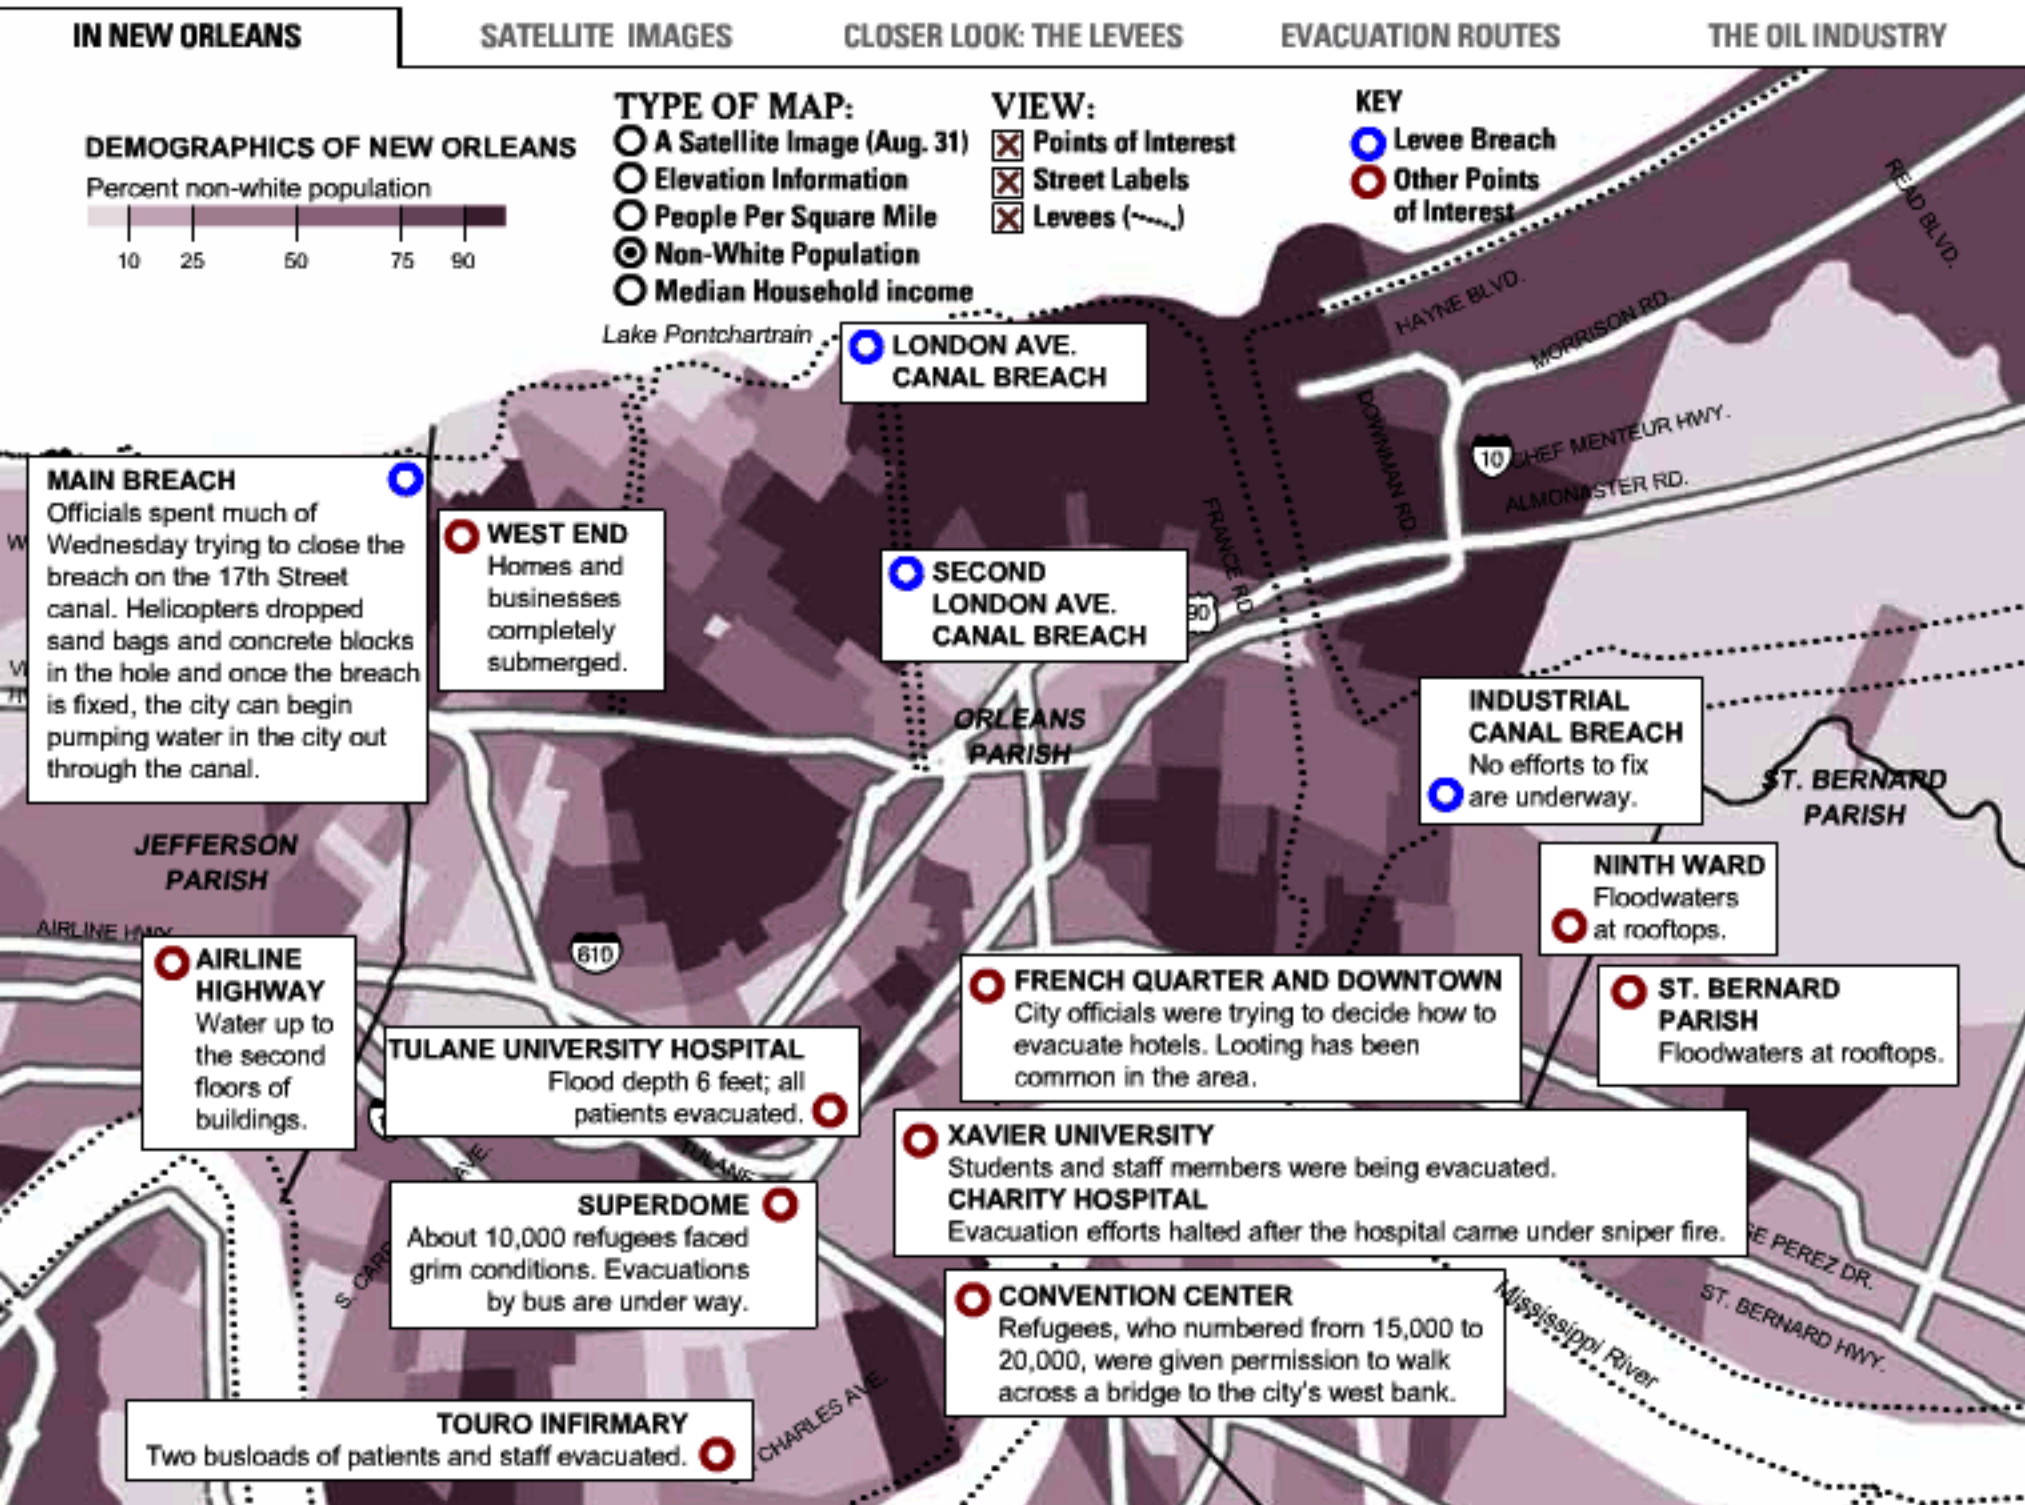 IN NEW ORLEANS
SATELLITE IMAGES
CLOSER LOOK: THE LEVEES
EVACUATION ROUTES
THE OIL INDUSTRY
DEMOGRAPHICS OF NEW ORLEANS
Percent non-white population
10 25 50 75 90
TYPE OF MAP:
A Satellite Image (Aug. 31)
Elevation Information
People Per Square Mile
Non-White Population
Median Household income
VIEW:
Points of Interest
Street Labels
Levees ( )
KEY
Levee Breach
Other Points
of Interest
READ BLVD.
HAYNE BLVD.
MORRISON RD.
Lake Pontchartrain
LONDON AVE.
CANAL BREACH
DOWNMAN RD.
10
CHEF MENTEUR HWY.
ALMONASTER RD.
FRANCE RD.
MAIN BREACH
Officials spent much of
Wednesday trying to close the
breach on the 17th Street
canal. Helicopters dropped
sand bags and concrete blocks
in the hole and once the breach
is fixed, the city can begin
pumping water in the city out
through the canal.
WEST END
Homes and
businesses
completely
submerged.
SECOND
LONDON AVE.
CANAL BREACH
90
ORLEANS
PARISH
INDUSTRIAL
CANAL BREACH
No efforts to fix
are underway.
ST. BERNARD
PARISH
JEFFERSON
PARISH
NINTH WARD
Floodwaters
at rooftops.
AIRLINE HWY.
610
AIRLINE
HIGHWAY
Water up to
the second
floors of
buildings.
FRENCH QUARTER AND DOWNTOWN
City officials were trying to decide how to
evacuate hotels. Looting has been
common in the area.
ST. BERNARD
PARISH
Floodwaters at rooftops.
TULANE UNIVERSITY HOSPITAL
Flood depth 6 feet; all
patients evacuated.
XAVIER UNIVERSITY
Students and staff members were being evacuated.
CHARITY HOSPITAL
Evacuation efforts halted after the hospital came under sniper fire.
TULANE
AVE.
S. CARR
SUPERDOME
About 10,000 refugees faced
grim conditions. Evacuations
by bus are under way.
PEREZ DR.
ST. BERNARD HWY.
Mississippi River
CONVENTION CENTER
Refugees, who numbered from 15,000 to
20,000, were given permission to walk
across a bridge to the city's west bank.
CHARLES AVE.
TOURO INFIRMARY
Two busloads of patients and staff evacuated.